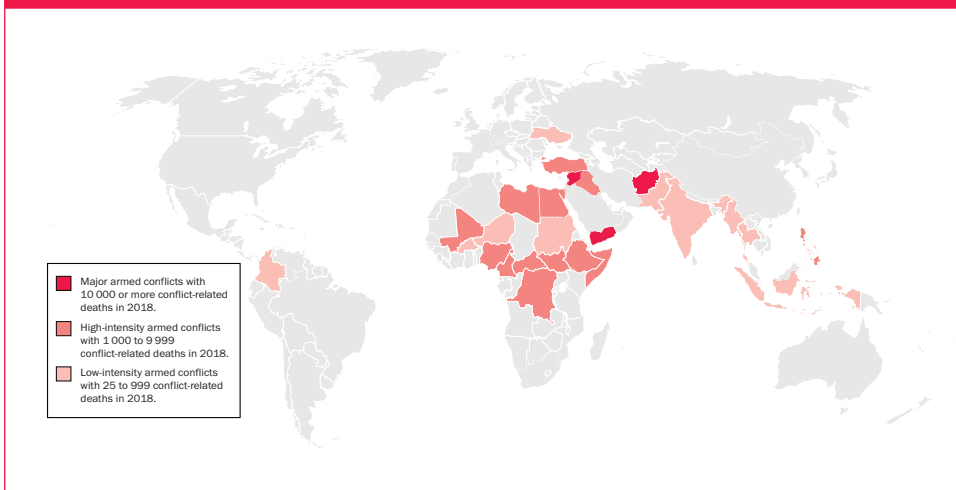 Major armed conflicts with
10 000 or more conflict-related
deaths in 2018.
High-intensity armed conflicts
with 1 000 to 9 999
conflict-related deaths in 2018.
Low-intensity armed conflicts
with 25 to 999 conflict-related
deaths in 2018.